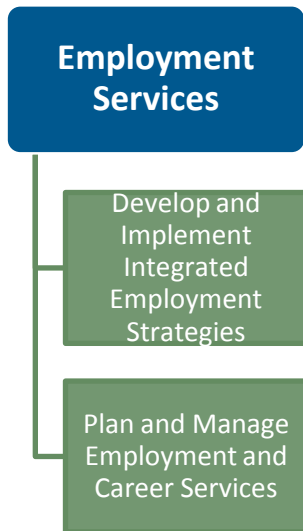 Employment
Services
Develop and
Implement
Integrated
Employment
Strategies
Plan and Manage
Employment and
Career Services